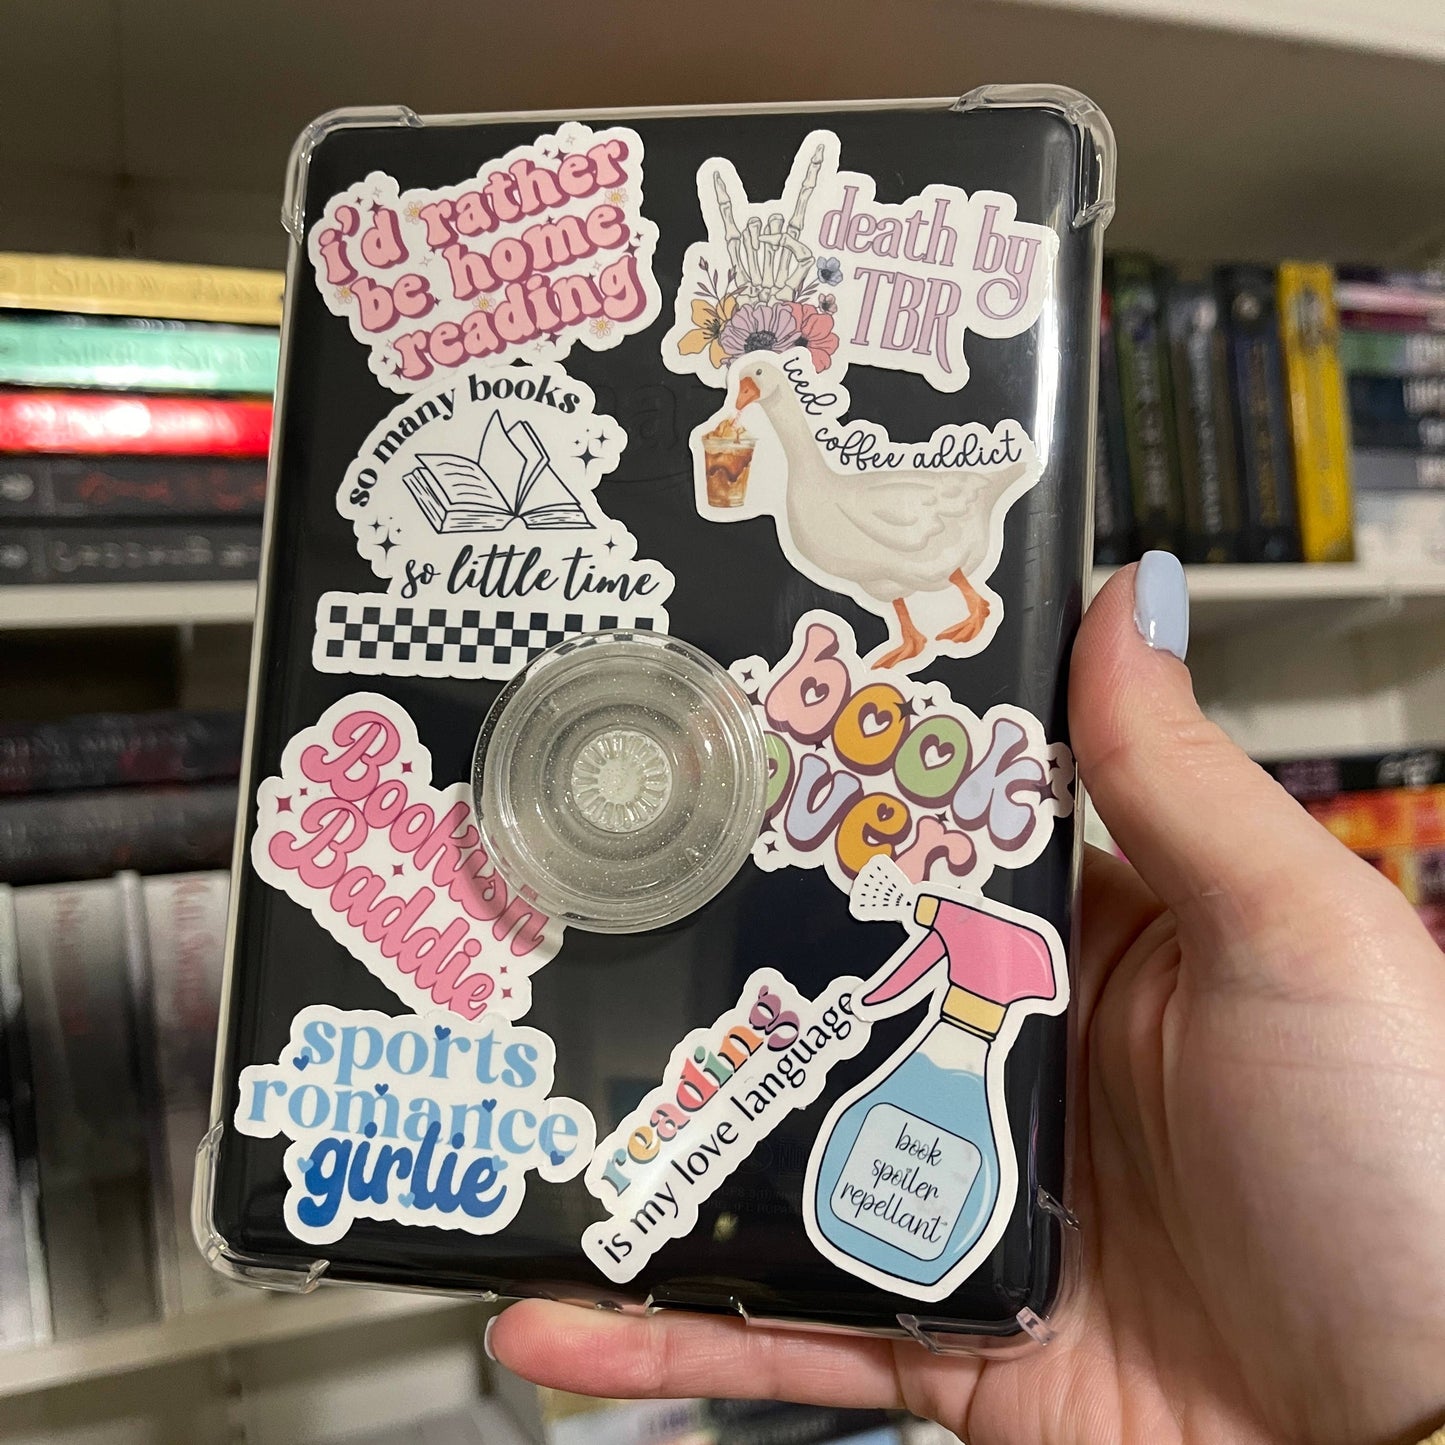 i'd rather
be home
reading
death by
TBR
so many books
so little time
iced
coffee addict
book
lover
Bookish
Baddie
sports
romance
girlie
reading
is my love language
book
spoiler
repellant